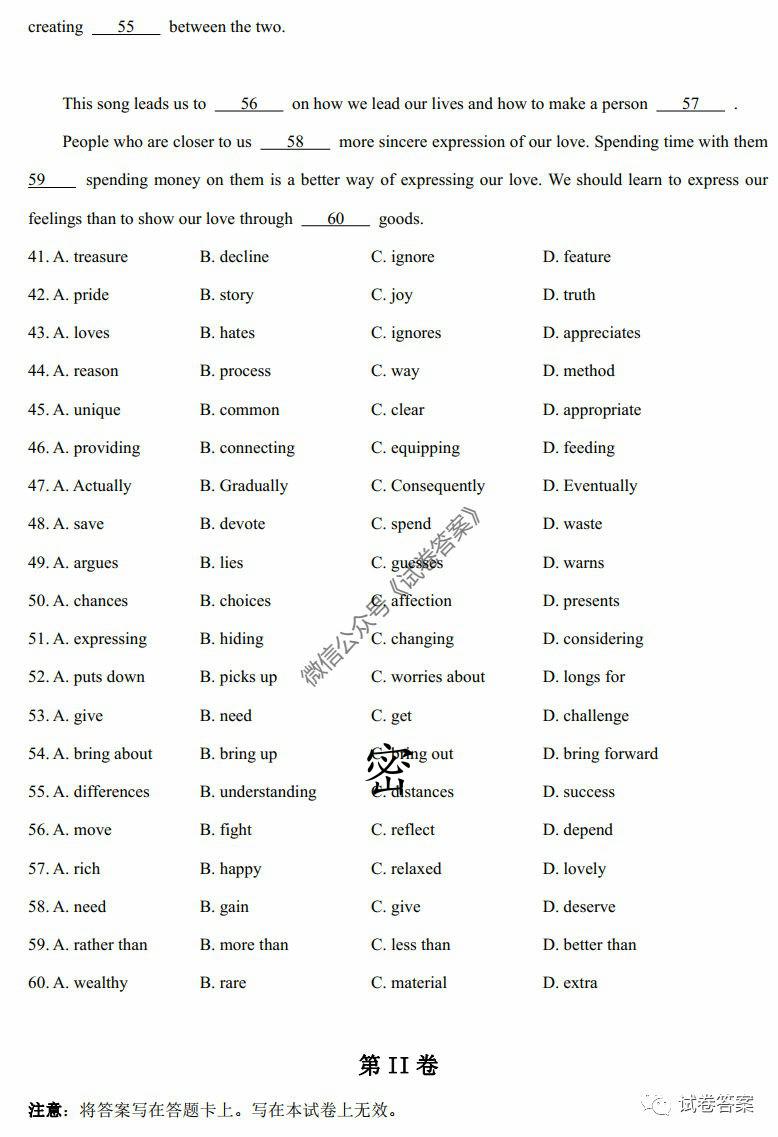 creating 55 between the two.
This song leads us to 56 on how we lead our lives and how to make a person 57 .
People who are closer to us 58 more sincere expression of our love. Spending time with them
59 spending money on them is a better way of expressing our love. We should learn to express our
feelings than to show our love through 60 goods.
41. A. treasure B. decline C. ignore D. feature
42. A. pride B. story C. joy D. truth
43. A. loves B. hates C. ignores D. appreciates
44. A. reason B. process C. way D. method
45. A. unique B. common C. clear D. appropriate
46. A. providing B. connecting C. equipping D. feeding
47. A. Actually B. Gradually C. Consequently D. Eventually
48. A. save B. devote C. spend D. waste
49. A. argues B. lies C. guesses D. warns
50. A. chances B. choices C. affection D. presents
51. A. expressing B. hiding C. changing D. considering
52. A. puts down B. picks up C. worries about D. longs for
53. A. give B. need C. get D. challenge
54. A. bring about B. bring up C. bring out D. bring forward
55. A. differences B. understanding C. distances D. success
56. A. move B. fight C. reflect D. depend
57. A. rich B. happy C. relaxed D. lovely
58. A. need B. gain C. give D. deserve
59. A. rather than B. more than C. less than D. better than
60. A. wealthy B. rare C. material D. extra
微信公众号《试卷答案》
密
第 II 卷
注意：将答案写在答题卡上。写在本试卷上无效。
试卷答案